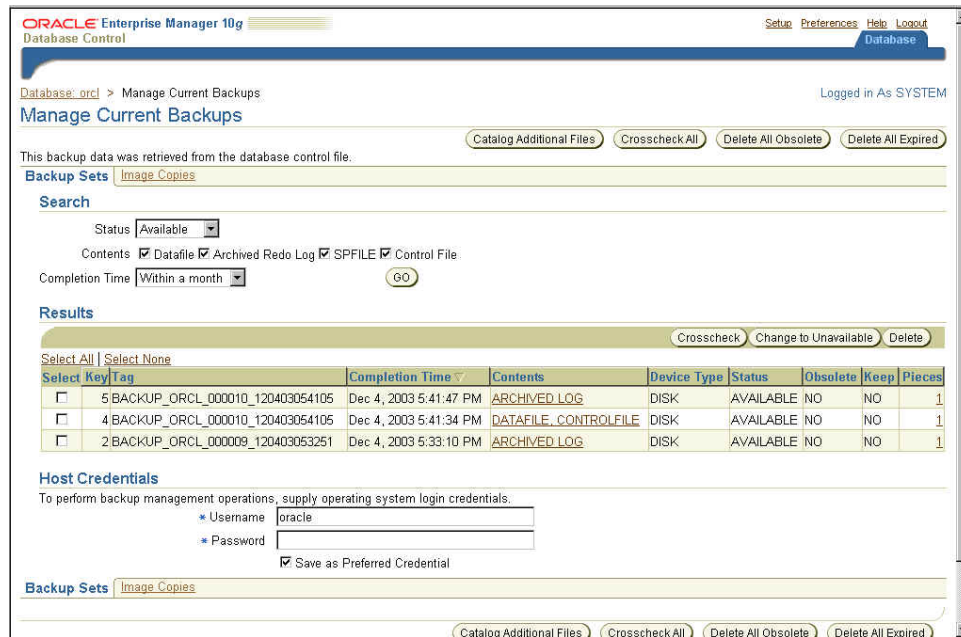 ORACLE Enterprise Manager 10g
Database Control
Setup Preferences Help Logout
Database
Database: orcl > Manage Current Backups
Logged in As SYSTEM
Manage Current Backups
Catalog Additional Files Crosscheck All Delete All Obsolete Delete All Expired
This backup data was retrieved from the database control file.
Backup Sets Image Copies
Search
Status Available
Contents Datafile Archived Redo Log SPFILE Control File
Completion Time Within a month GO
Results
Crosscheck Change to Unavailable Delete
Select All | Select None
Select Key Tag Completion Time Contents Device Type Status Obsolete Keep Pieces
5 BACKUP_ORCL_000010_120403054105 Dec 4, 2003 5:41:47 PM ARCHIVED LOG DISK AVAILABLE NO NO 1
4 BACKUP_ORCL_000010_120403054105 Dec 4, 2003 5:41:34 PM DATAFILE, CONTROLFILE DISK AVAILABLE NO NO 1
2 BACKUP_ORCL_000009_120403053251 Dec 4, 2003 5:33:10 PM ARCHIVED LOG DISK AVAILABLE NO NO 1
Host Credentials
To perform backup management operations, supply operating system login credentials.
* Username oracle
* Password
Save as Preferred Credential
Backup Sets Image Copies
Catalog Additional Files Crosscheck All Delete All Obsolete Delete All Expired